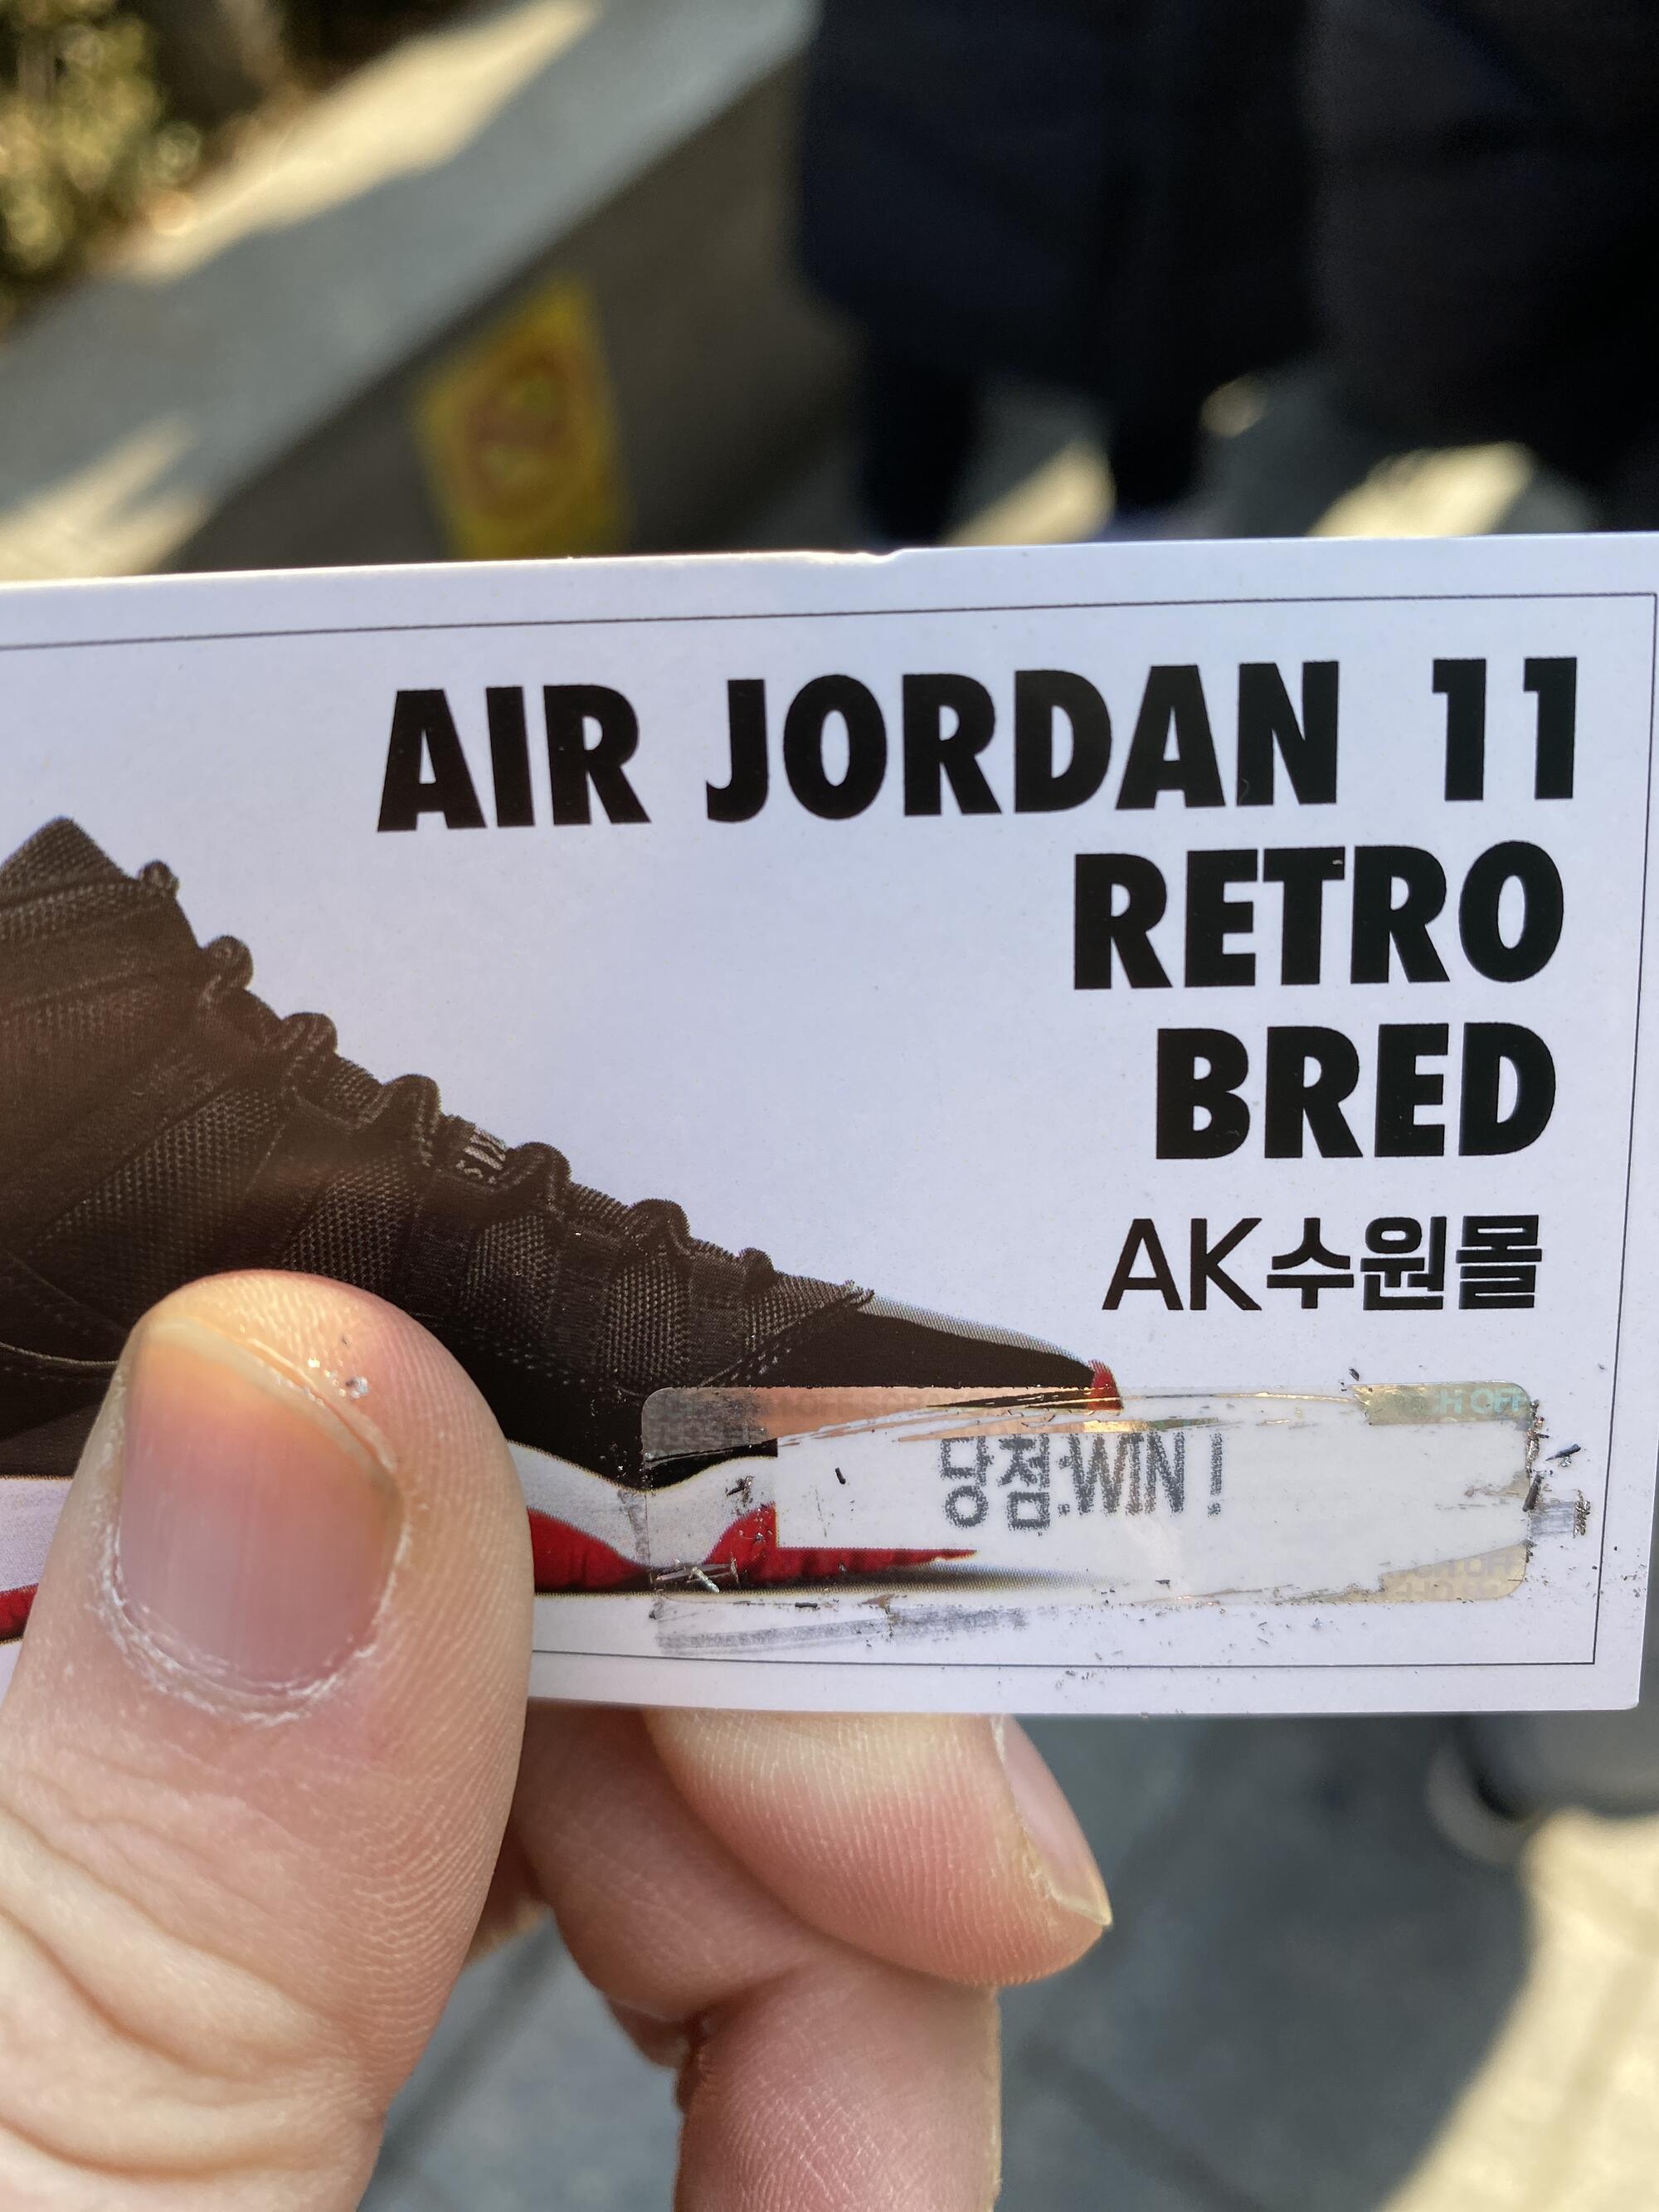 AIR JORDAN 11
RETRO
BRED
AK수원몰
당첨:WIN!